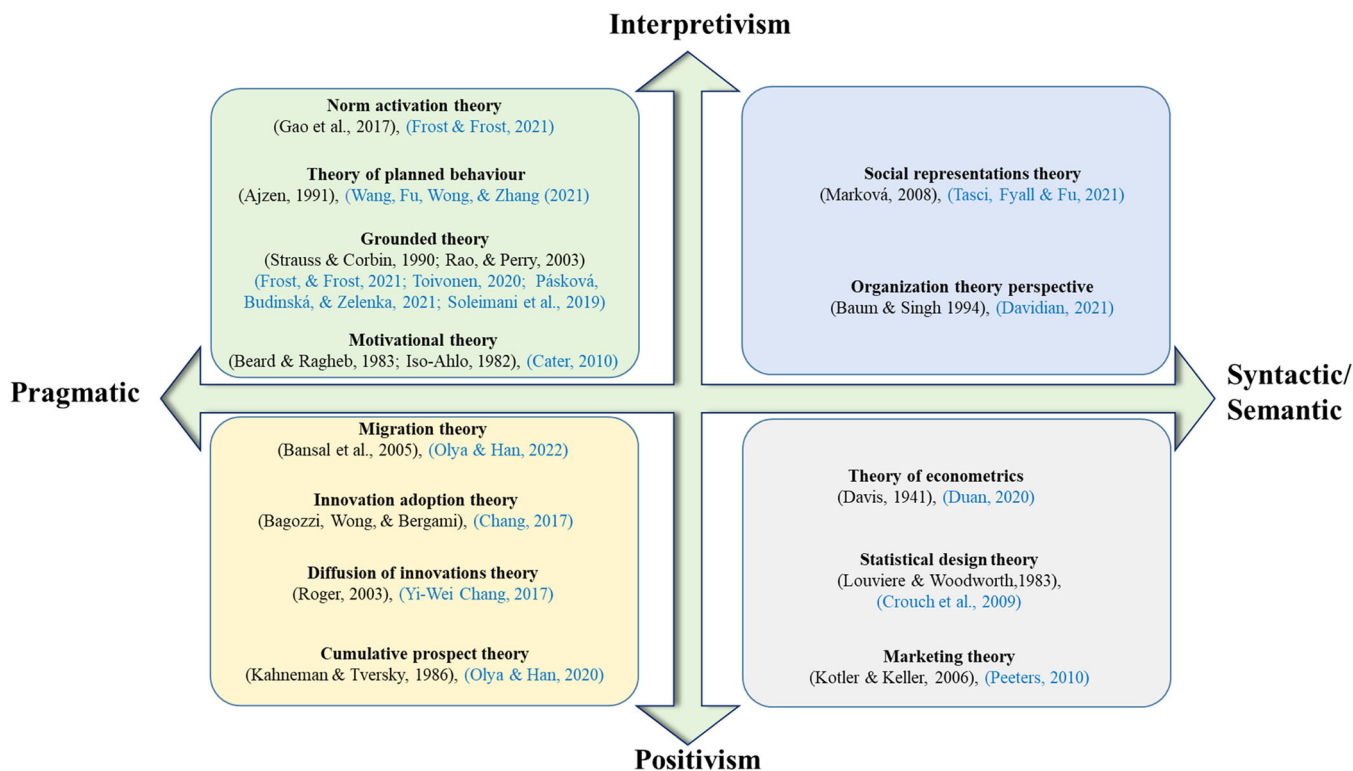 Interpretivism
Norm activation theory
(Gao et al., 2017), (Frost & Frost, 2021)
Theory of planned behaviour
(Ajzen, 1991), (Wang, Fu, Wong, & Zhang (2021)
Grounded theory
(Strauss & Corbin, 1990; Rao, & Perry, 2003)
(Frost, & Frost, 2021; Toivonen, 2020; Pásková,
Budinská, & Zelenka, 2021; Soleimani et al., 2019)
Motivational theory
(Beard & Ragheb, 1983; Iso-Ahlo, 1982), (Cater, 2010)
Social representations theory
(Marková, 2008), (Tasci, Fyall & Fu, 2021)
Organization theory perspective
(Baum & Singh 1994), (Davidian, 2021)
Pragmatic
Syntactic/
Semantic
Migration theory
(Bansal et al., 2005), (Olya & Han, 2022)
Innovation adoption theory
(Bagozzi, Wong, & Bergami), (Chang, 2017)
Diffusion of innovations theory
(Roger, 2003), (Yi-Wei Chang, 2017)
Cumulative prospect theory
(Kahneman & Tversky, 1986), (Olya & Han, 2020)
Theory of econometrics
(Davis, 1941), (Duan, 2020)
Statistical design theory
(Louviere & Woodworth,1983),
(Crouch et al., 2009)
Marketing theory
(Kotler & Keller, 2006), (Peeters, 2010)
Positivism